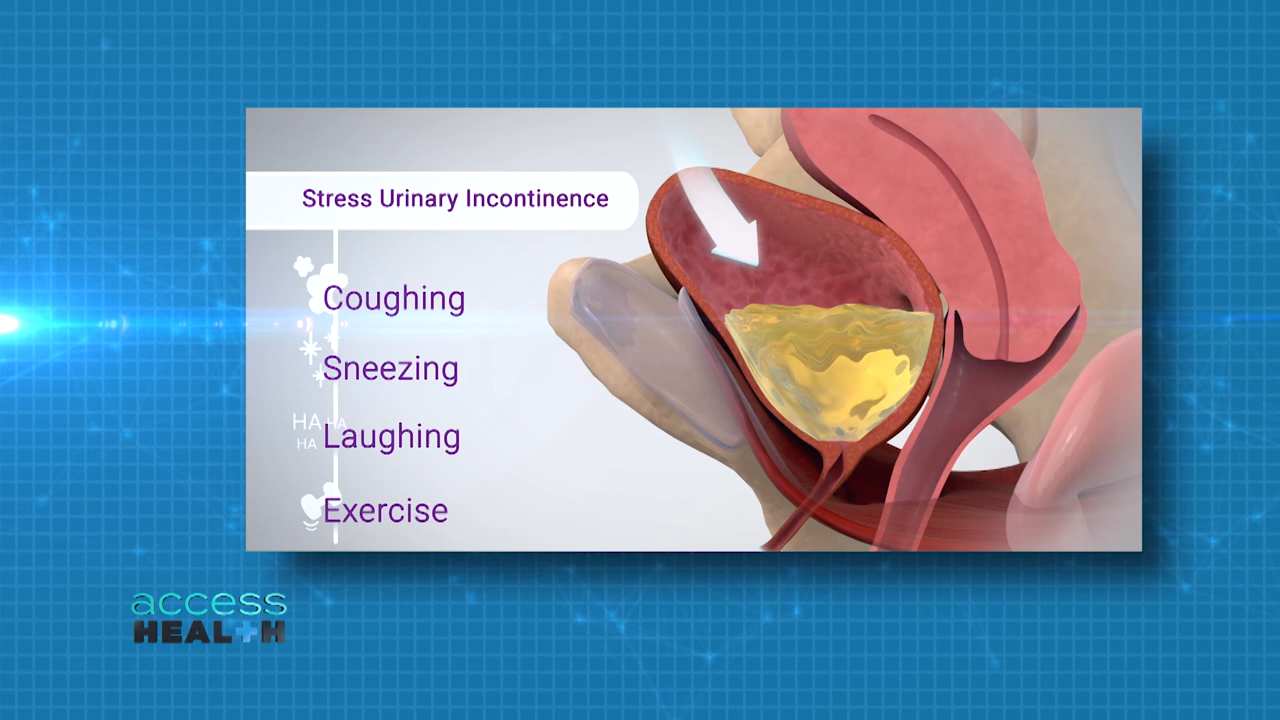 Stress Urinary Incontinence
Coughing
Sneezing
HA HA
HA
Laughing
Exercise
access
HEALTH